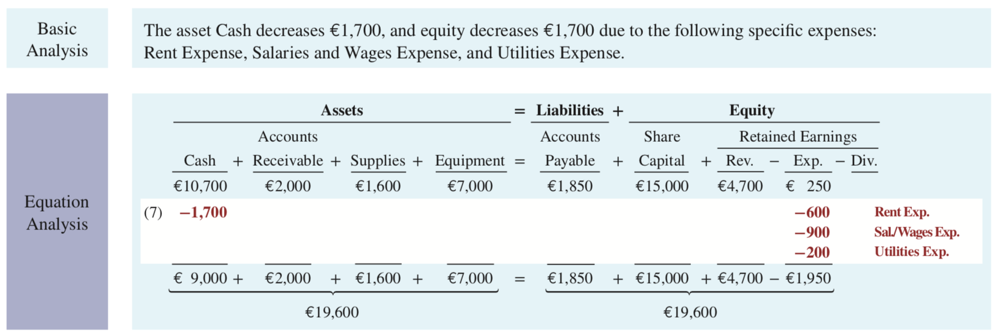 Basic
Analysis
The asset Cash decreases €1,700, and equity decreases €1,700 due to the following specific expenses:
Rent Expense, Salaries and Wages Expense, and Utilities Expense.
Equation
Analysis
Assets = Liabilities + Equity
Accounts Accounts Share Retained Earnings
Cash + Receivable + Supplies + Equipment = Payable + Capital + Rev. − Exp. − Div.
€10,700 €2,000 €1,600 €7,000 €1,850 €15,000 €4,700 € 250
(7) −1,700 −600 Rent Exp.
−900 Sal./Wages Exp.
−200 Utilities Exp.
€ 9,000 + €2,000 + €1,600 + €7,000 = €1,850 + €15,000 + €4,700 − €1,950
€19,600 €19,600